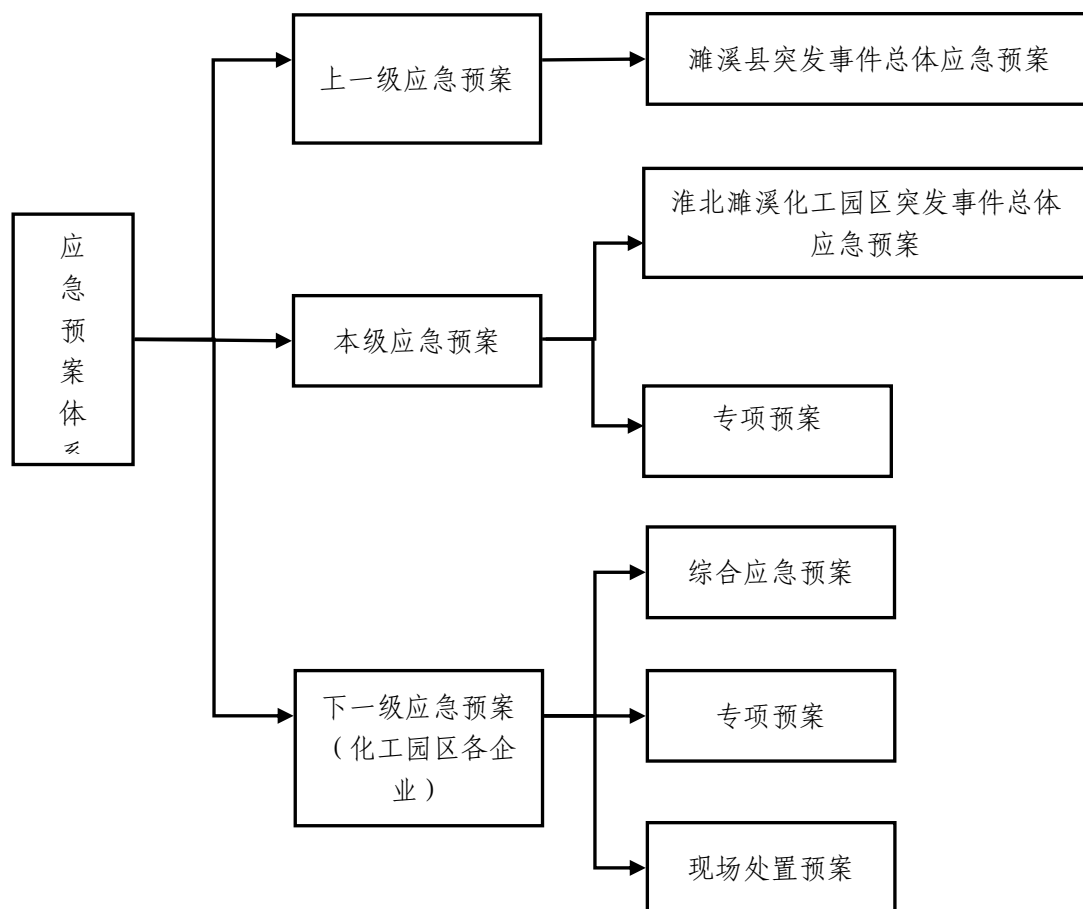 应
急
预
案
体
系
上一级应急预案
濉溪县突发事件总体应急预案
本级应急预案
淮北濉溪化工园区突发事件总体
应急预案
专项预案
下一级应急预案
（化工园区各企
业）
综合应急预案
专项预案
现场处置预案